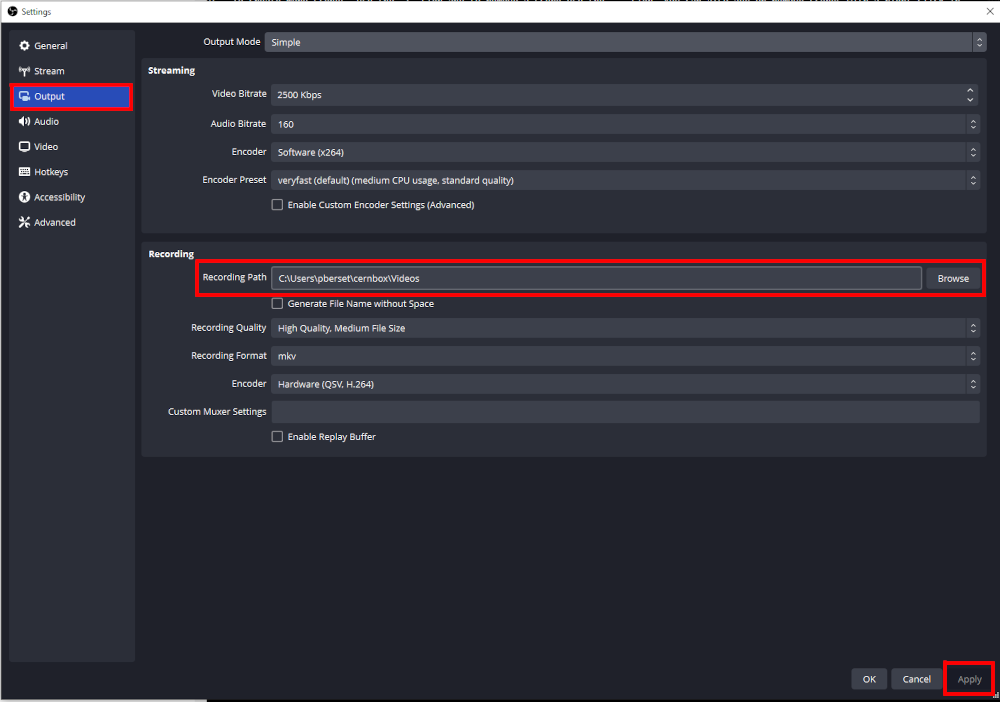 Settings
General
Stream
Output
Audio
Video
Hotkeys
Accessibility
Advanced
Output Mode Simple
Streaming
Video Bitrate 2500 Kbps
Audio Bitrate 160
Encoder Software (x264)
Encoder Preset veryfast (default) (medium CPU usage, standard quality)
Enable Custom Encoder Settings (Advanced)
Recording
Recording Path C:\Users\pberset\cernbox\Videos Browse
Generate File Name without Space
Recording Quality High Quality, Medium File Size
Recording Format mkv
Encoder Hardware (QSV, H.264)
Custom Muxer Settings
Enable Replay Buffer
OK Cancel Apply